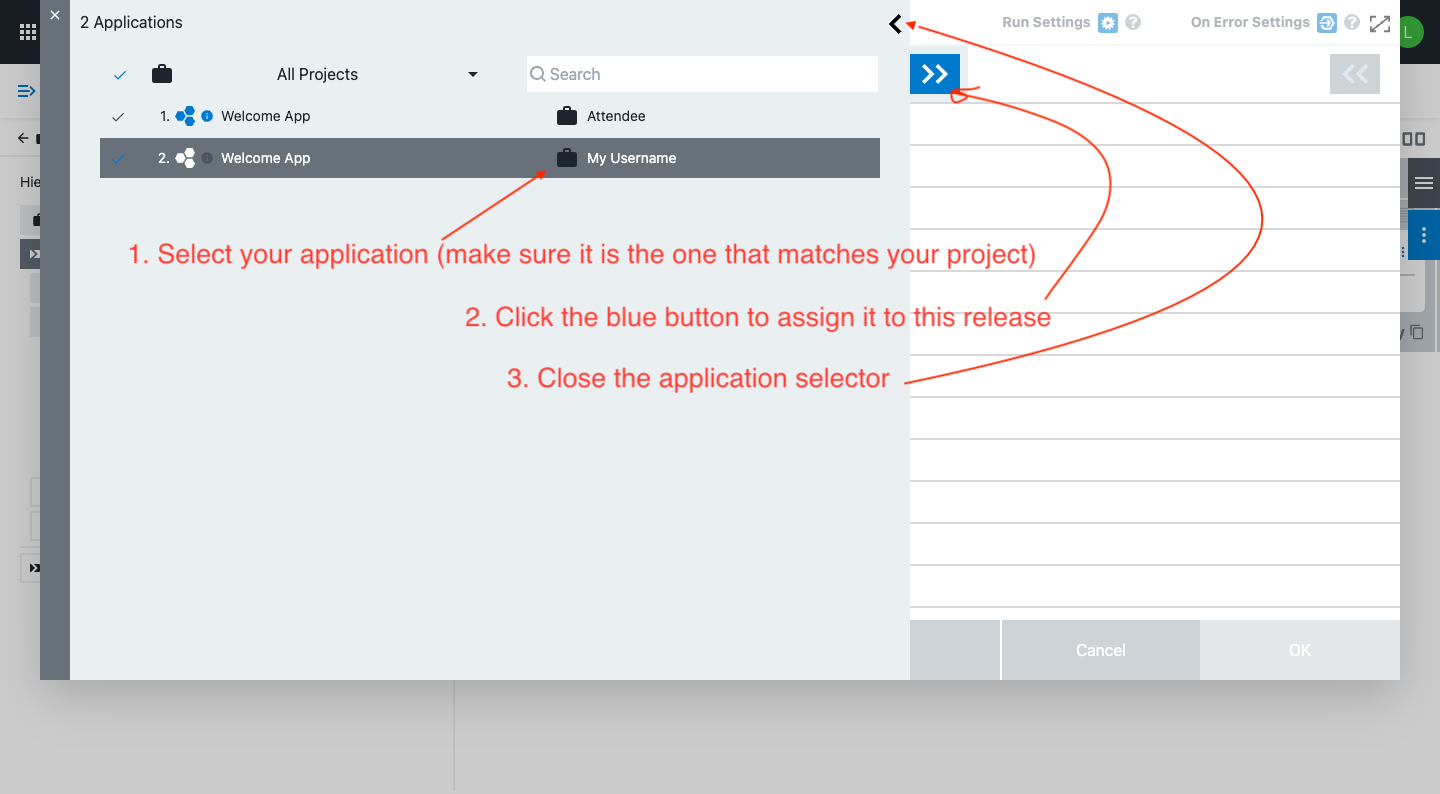 2 Applications
Run Settings
On Error Settings
L
All Projects
Search
1. Welcome App Attendee
2. Welcome App My Username
Hie
1. Select your application (make sure it is the one that matches your project)
2. Click the blue button to assign it to this release
3. Close the application selector
Cancel
OK